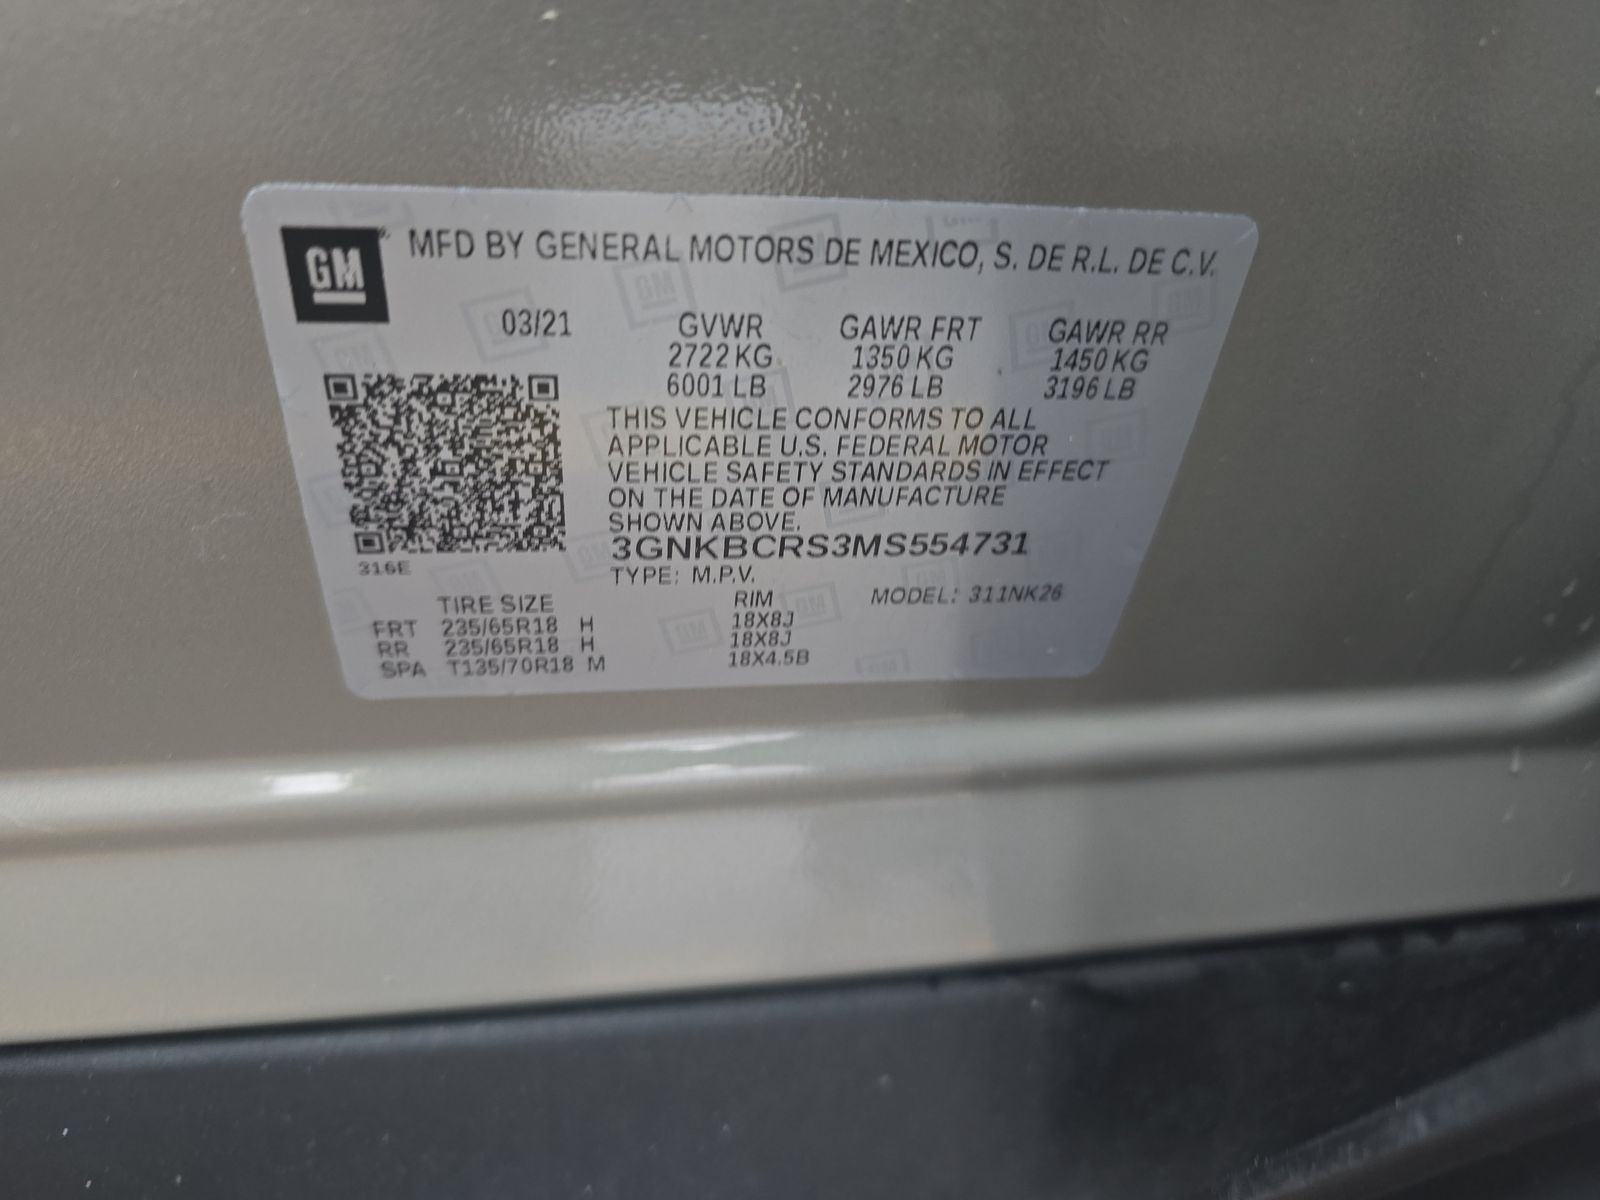 GM MFD BY GENERAL MOTORS DE MEXICO, S. DE R.L. DE C.V.
03/21 GVWR GAWR FRT GAWR RR
2722 KG 1350 KG 1450 KG
6001 LB 2976 LB 3196 LB
THIS VEHICLE CONFORMS TO ALL
APPLICABLE U.S. FEDERAL MOTOR
VEHICLE SAFETY STANDARDS IN EFFECT
ON THE DATE OF MANUFACTURE
SHOWN ABOVE.
3GNKBCRS3MS554731
316E
TYPE: M.P.V.
TIRE SIZE RIM MODEL: 311NK26
FRT 235/65R18 H 18X8J
RR 235/65R18 H 18X8J
SPA T135/70R18 M 18X4.5B